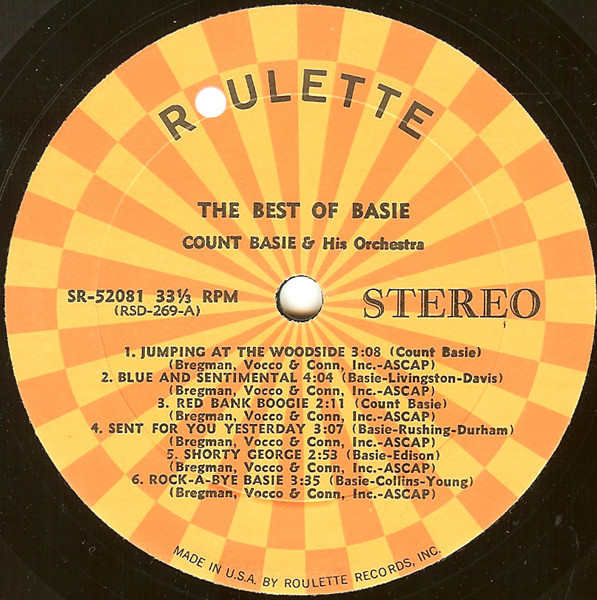 ROULETTE
THE BEST OF BASIE
COUNT BASIE & His Orchestra
SR-52081 33⅓ RPM
(RSD-269-A)
STEREO
1. JUMPING AT THE WOODSIDE 3:08 (Count Basie)
(Bregman, Vocco & Conn, Inc.-ASCAP)
2. BLUE AND SENTIMENTAL 4:04 (Basie-Livingston-Davis)
(Bregman, Vocco & Conn, Inc.-ASCAP)
3. RED BANK BOOGIE 2:11 (Count Basie)
(Bregman, Vocco & Conn, Inc.-ASCAP)
4. SENT FOR YOU YESTERDAY 3:07 (Basie-Rushing-Durham)
(Bregman, Vocco & Conn, Inc.-ASCAP)
5. SHORTY GEORGE 2:53 (Basie-Edison)
(Bregman, Vocco & Conn, Inc.-ASCAP)
6. ROCK-A-BYE BASIE 3:35 (Basie-Collins-Young)
(Bregman, Vocco & Conn, Inc.-ASCAP)
MADE IN U.S.A. BY ROULETTE RECORDS, INC.